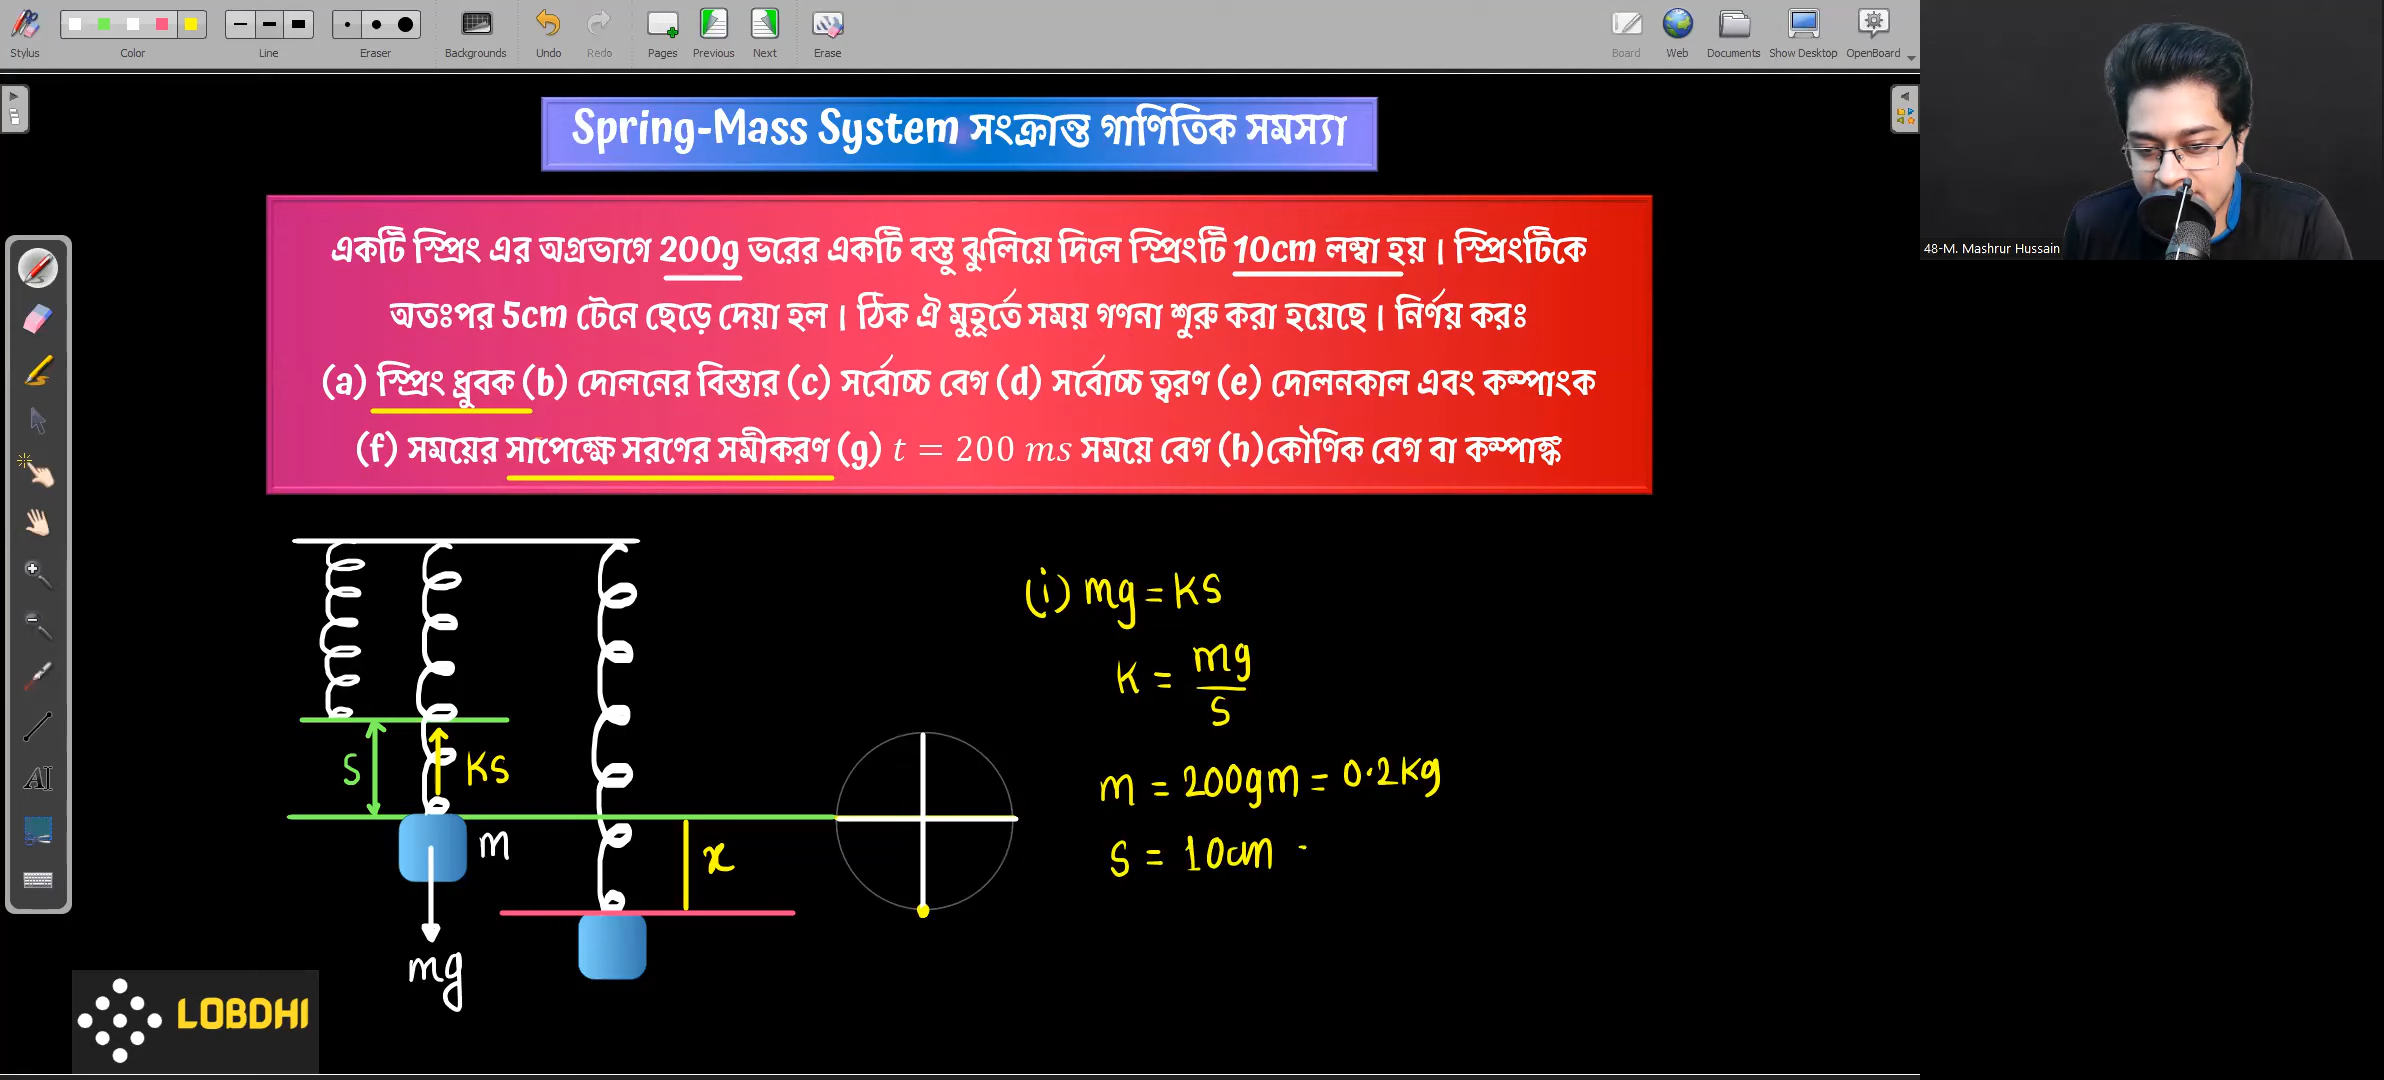 Stylus Color Line Eraser Backgrounds Undo Redo Pages Previous Next Erase Board Web Documents Show Desktop OpenBoard
48-M. Mashrur Hussain
Spring-Mass System সংক্রান্ত গাণিতিক সমস্যা
একটি স্প্রিং এর অগ্রভাগে 200g ভরের একটি বস্তু ঝুলিয়ে দিলে স্প্রিংটি 10cm লম্বা হয়। স্প্রিংটিকে
অতঃপর 5cm টেনে ছেড়ে দেয়া হল। ঠিক ঐ মুহূর্তে সময় গণনা শুরু করা হয়েছে। নির্ণয় করঃ
(a) স্প্রিং ধ্রুবক (b) দোলনের বিস্তার (c) সর্বোচ্চ বেগ (d) সর্বোচ্চ ত্বরণ (e) দোলনকাল এবং কম্পাংক
(f) সময়ের সাপেক্ষে সরণের সমীকরণ (g) t = 200 ms সময়ে বেগ (h)কৌণিক বেগ বা কম্পাঙ্ক
(i) mg = KS
K = mg/S
S
KS
m = 200gm = 0.2Kg
m
x
S = 10cm -
mg
LOBDHI
AI